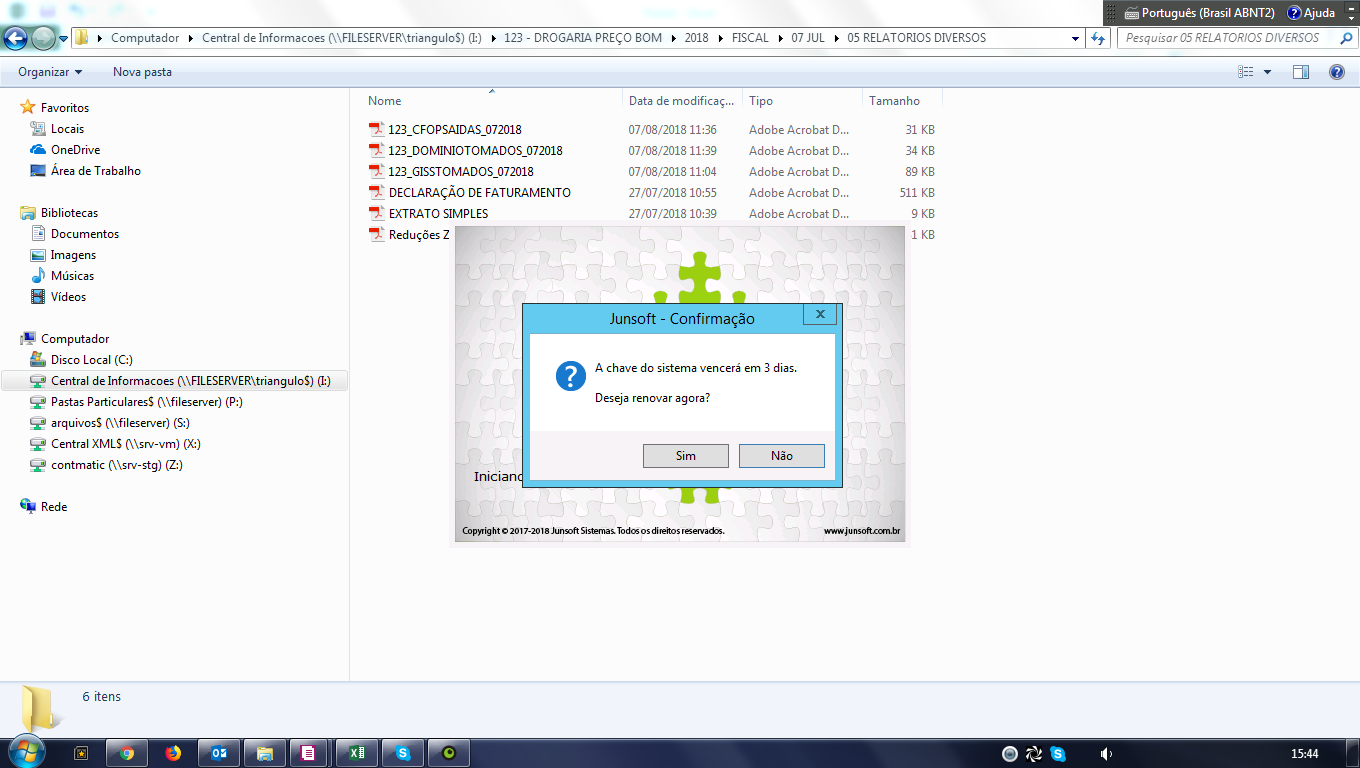 Português (Brasil ABNT2) Ajuda
Computador Central de Informacoes (\\FILESERVER\triangulo$) (I:) 123 - DROGARIA PREÇO BOM 2018 FISCAL 07 JUL 05 RELATORIOS DIVERSOS Pesquisar 05 RELATORIOS DIVERSOS
Organizar Nova pasta
Favoritos
Locais
OneDrive
Área de Trabalho
Bibliotecas
Documentos
Imagens
Músicas
Vídeos
Computador
Disco Local (C:)
Central de Informacoes (\\FILESERVER\triangulo$) (I:)
Pastas Particulares$ (\\fileserver) (P:)
arquivos$ (\\fileserver) (S:)
Central XML$ (\\srv-vm) (X:)
contmatic (\\srv-stg) (Z:)
Rede
Nome Data de modificaç... Tipo Tamanho
123_CFOPSAIDAS_072018 07/08/2018 11:36 Adobe Acrobat D... 31 KB
123_DOMINIOTOMADOS_072018 07/08/2018 11:39 Adobe Acrobat D... 34 KB
123_GISSTOMADOS_072018 07/08/2018 11:04 Adobe Acrobat D... 89 KB
DECLARAÇÃO DE FATURAMENTO 27/07/2018 10:55 Adobe Acrobat D... 511 KB
EXTRATO SIMPLES 27/07/2018 10:39 Adobe Acrobat D... 9 KB
Reduções Z 1 KB
Junsoft - Confirmação
A chave do sistema vencerá em 3 dias.
Deseja renovar agora?
Sim Não
Iniciand
Copyright © 2017-2018 Junsoft Sistemas. Todos os direitos reservados. www.junsoft.com.br
6 itens
15:44